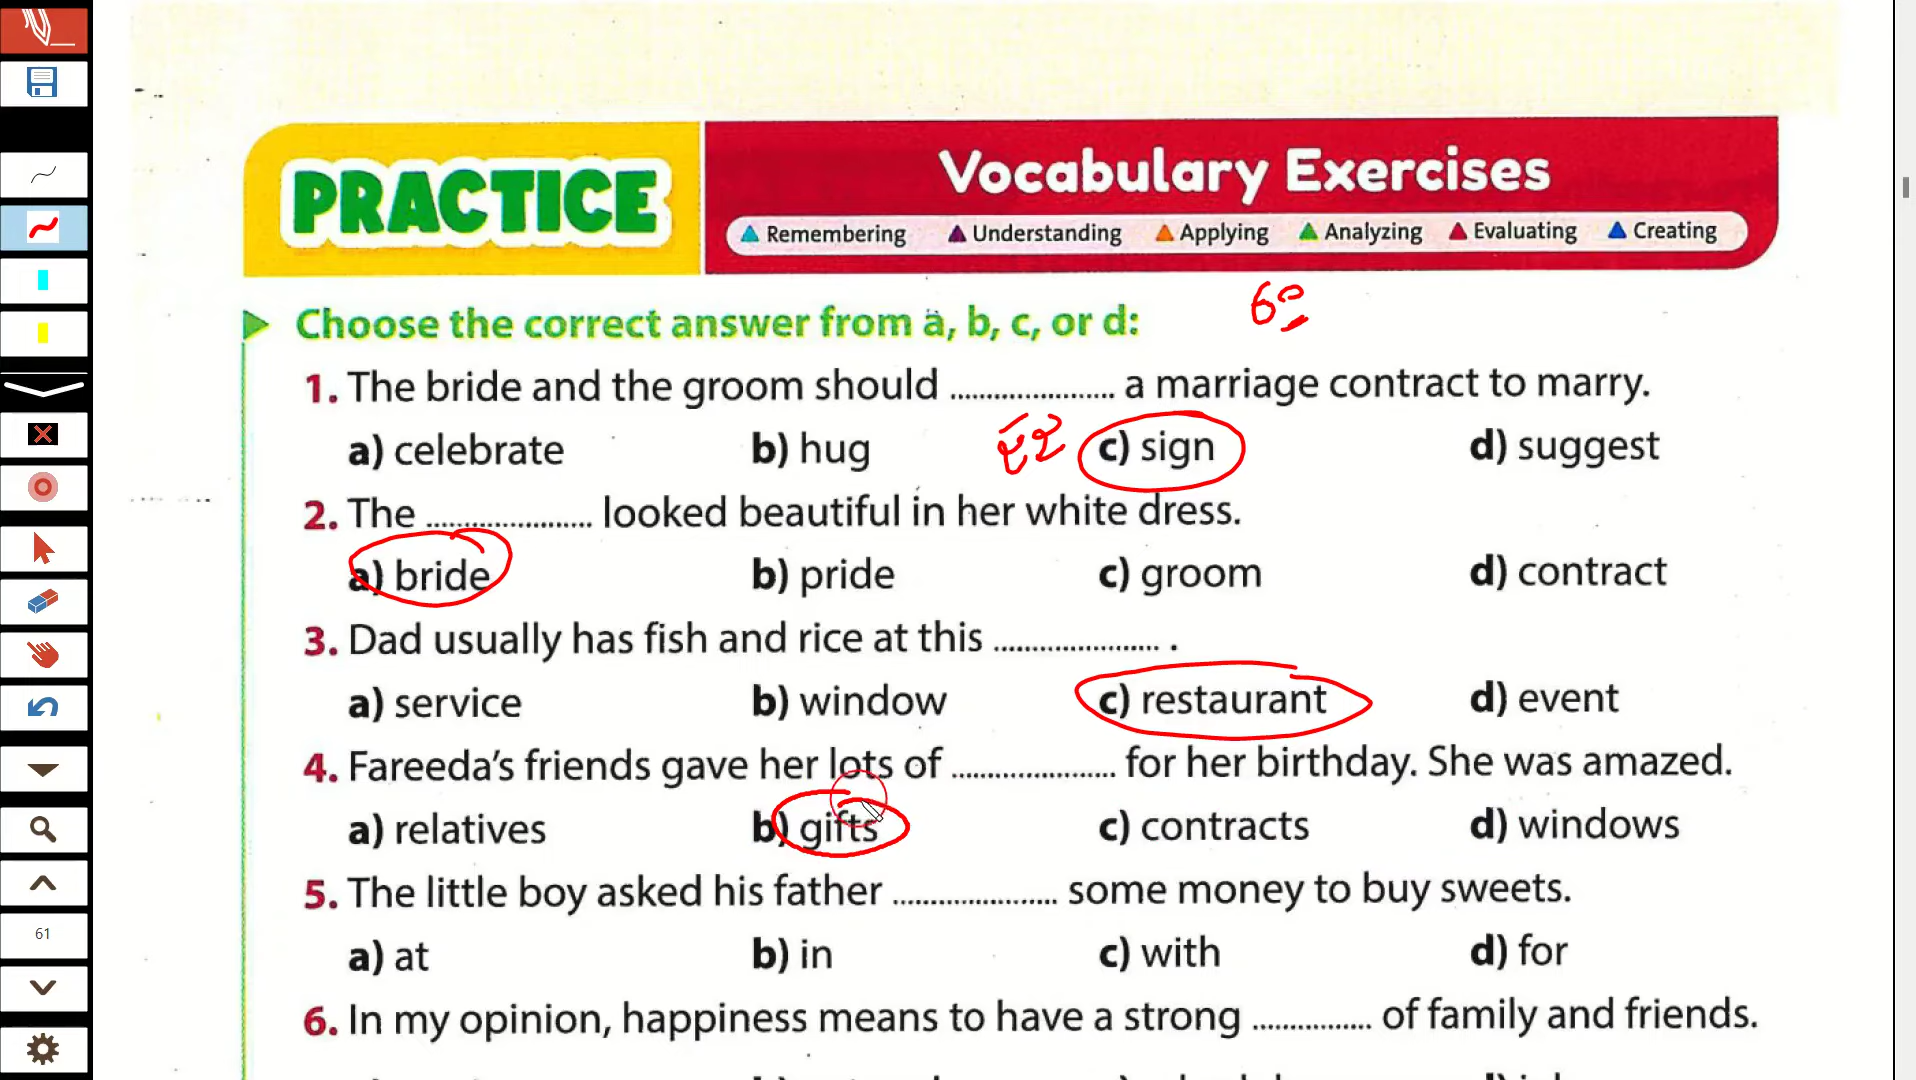 PRACTICE
Vocabulary Exercises
Remembering Understanding Applying Analyzing Evaluating Creating
Choose the correct answer from a, b, c, or d:
1. The bride and the groom should ...................... a marriage contract to marry.
a) celebrate b) hug c) sign d) suggest
2. The ...................... looked beautiful in her white dress.
a) bride b) pride c) groom d) contract
3. Dad usually has fish and rice at this ...................... .
a) service b) window c) restaurant d) event
4. Fareeda's friends gave her lots of ...................... for her birthday. She was amazed.
a) relatives b) gifts c) contracts d) windows
5. The little boy asked his father ...................... some money to buy sweets.
a) at b) in c) with d) for
61
6. In my opinion, happiness means to have a strong ................ of family and friends.